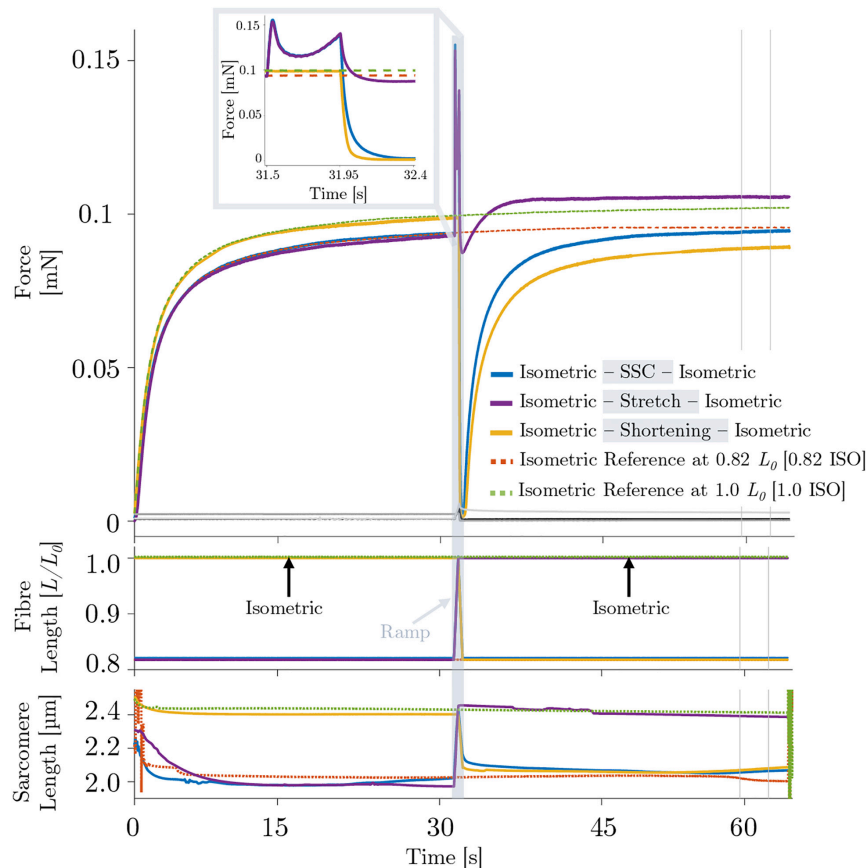 0.15
0.1
0.05
0
Force [mN]
31.5
31.95
32.4
Time [s]
0.15
0.1
0.05
0
Force
[mN]
Isometric – SSC – Isometric
Isometric – Stretch – Isometric
Isometric – Shortening – Isometric
Isometric Reference at 0.82 L₀ [0.82 ISO]
Isometric Reference at 1.0 L₀ [1.0 ISO]
1.0
0.9
0.8
Fibre
Length [L/L₀]
Isometric
Isometric
Ramp
2.4
2.2
2.0
Sarcomere
Length [µm]
0
15
30
45
60
Time [s]